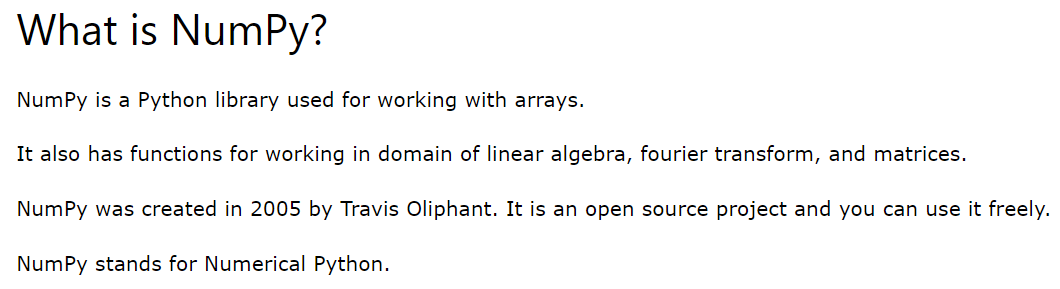 What is NumPy?
NumPy is a Python library used for working with arrays.
It also has functions for working in domain of linear algebra, fourier transform, and matrices.
NumPy was created in 2005 by Travis Oliphant. It is an open source project and you can use it freely.
NumPy stands for Numerical Python.